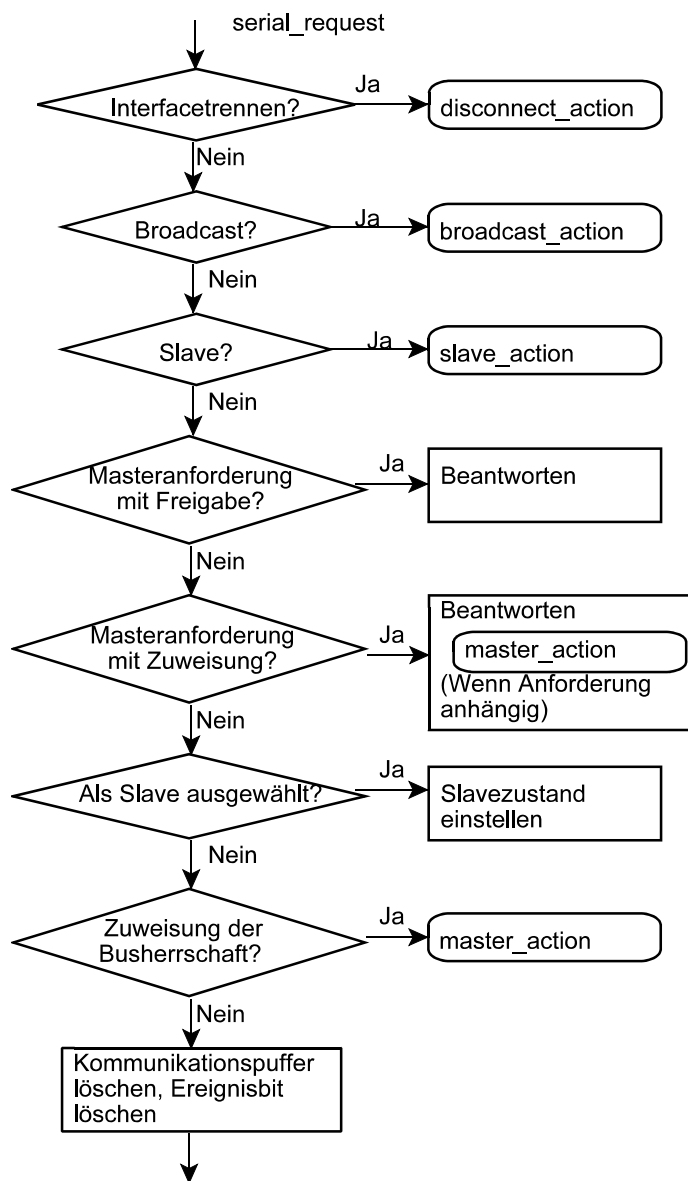 serial_request
Interfacetrennen?
Ja
disconnect_action
Nein
Broadcast?
Ja
broadcast_action
Nein
Slave?
Ja
slave_action
Nein
Masteranforderung
mit Freigabe?
Ja
Beantworten
Nein
Masteranforderung
mit Zuweisung?
Ja
Beantworten
master_action
(Wenn Anforderung
anhängig)
Nein
Als Slave ausgewählt?
Ja
Slavezustand
einstellen
Nein
Zuweisung der
Busherrschaft?
Ja
master_action
Nein
Kommunikationspuffer
löschen, Ereignisbit
löschen